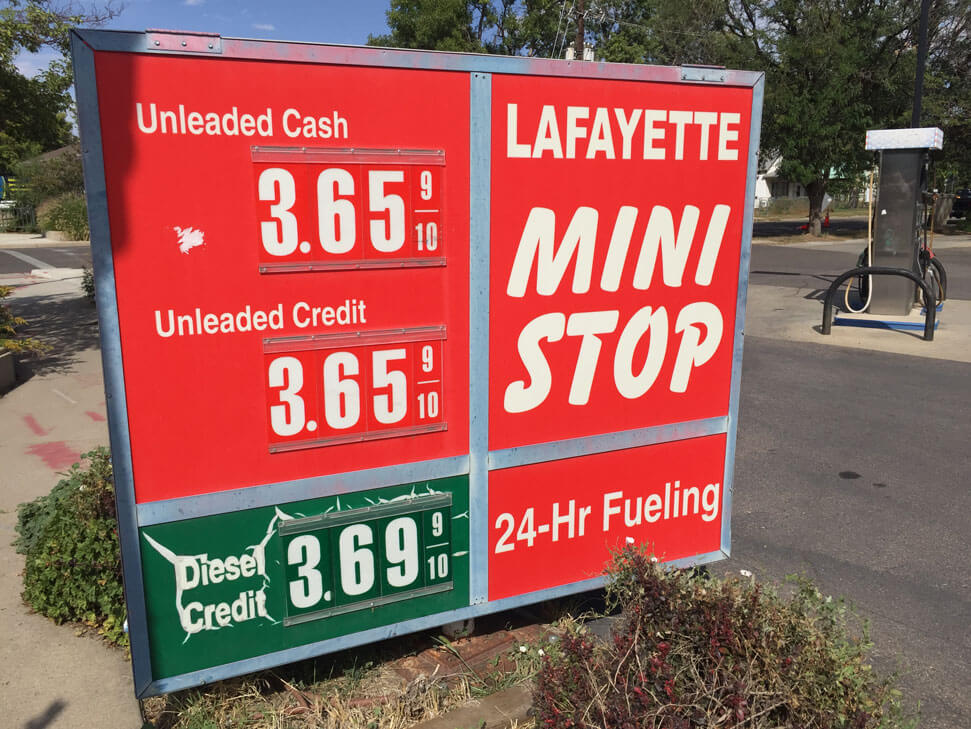 Unleaded Cash
3.65 9/10
Unleaded Credit
3.65 9/10
Diesel
Credit
3.69 9/10
LAFAYETTE
MINI
STOP
24-Hr Fueling